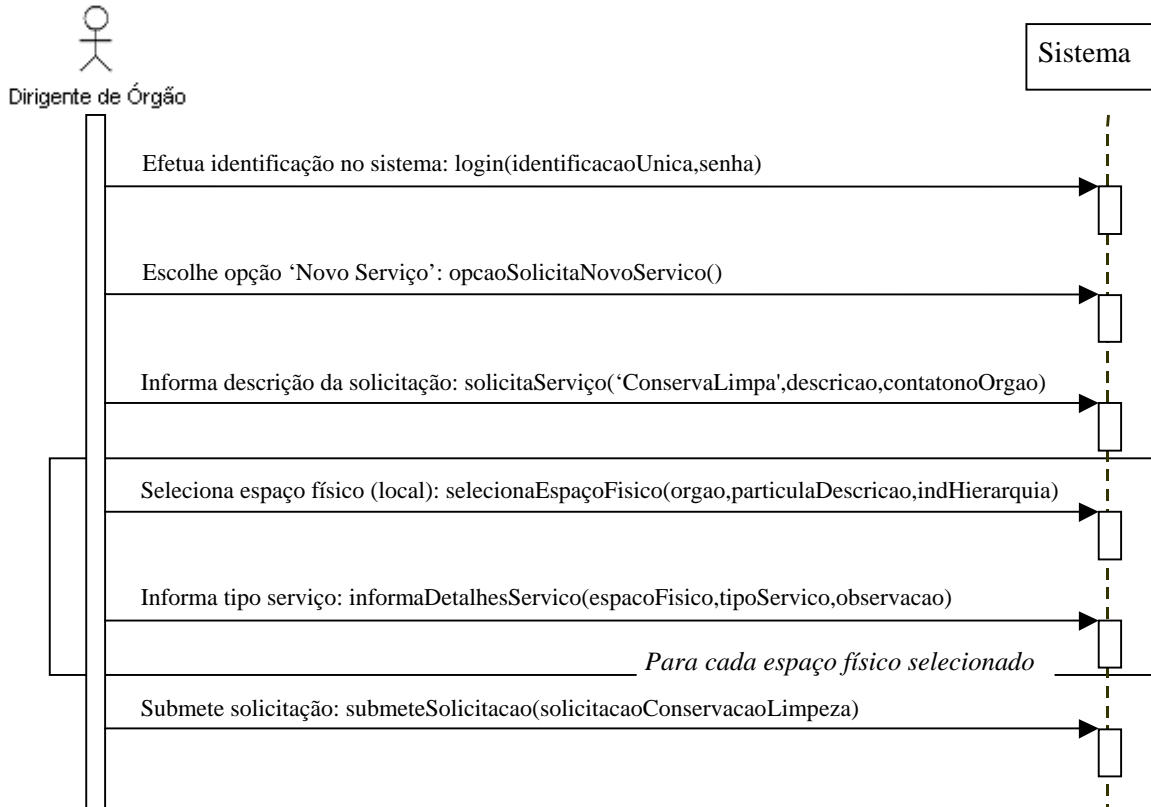 Sistema
Dirigente de Órgão
Efetua identificação no sistema: login(identificacaoUnica,senha)
Escolhe opção ‘Novo Serviço’: opcaoSolicitaNovoServico()
Informa descrição da solicitação: solicitaServiço(‘ConservaLimpa',descricao,contatonoOrgao)
Seleciona espaço físico (local): selecionaEspaçoFisico(orgao,particulaDescricao,indHierarquia)
Informa tipo serviço: informaDetalhesServico(espacoFisico,tipoServico,observacao)
Para cada espaço físico selecionado
Submete solicitação: submeteSolicitacao(solicitacaoConservacaoLimpeza)